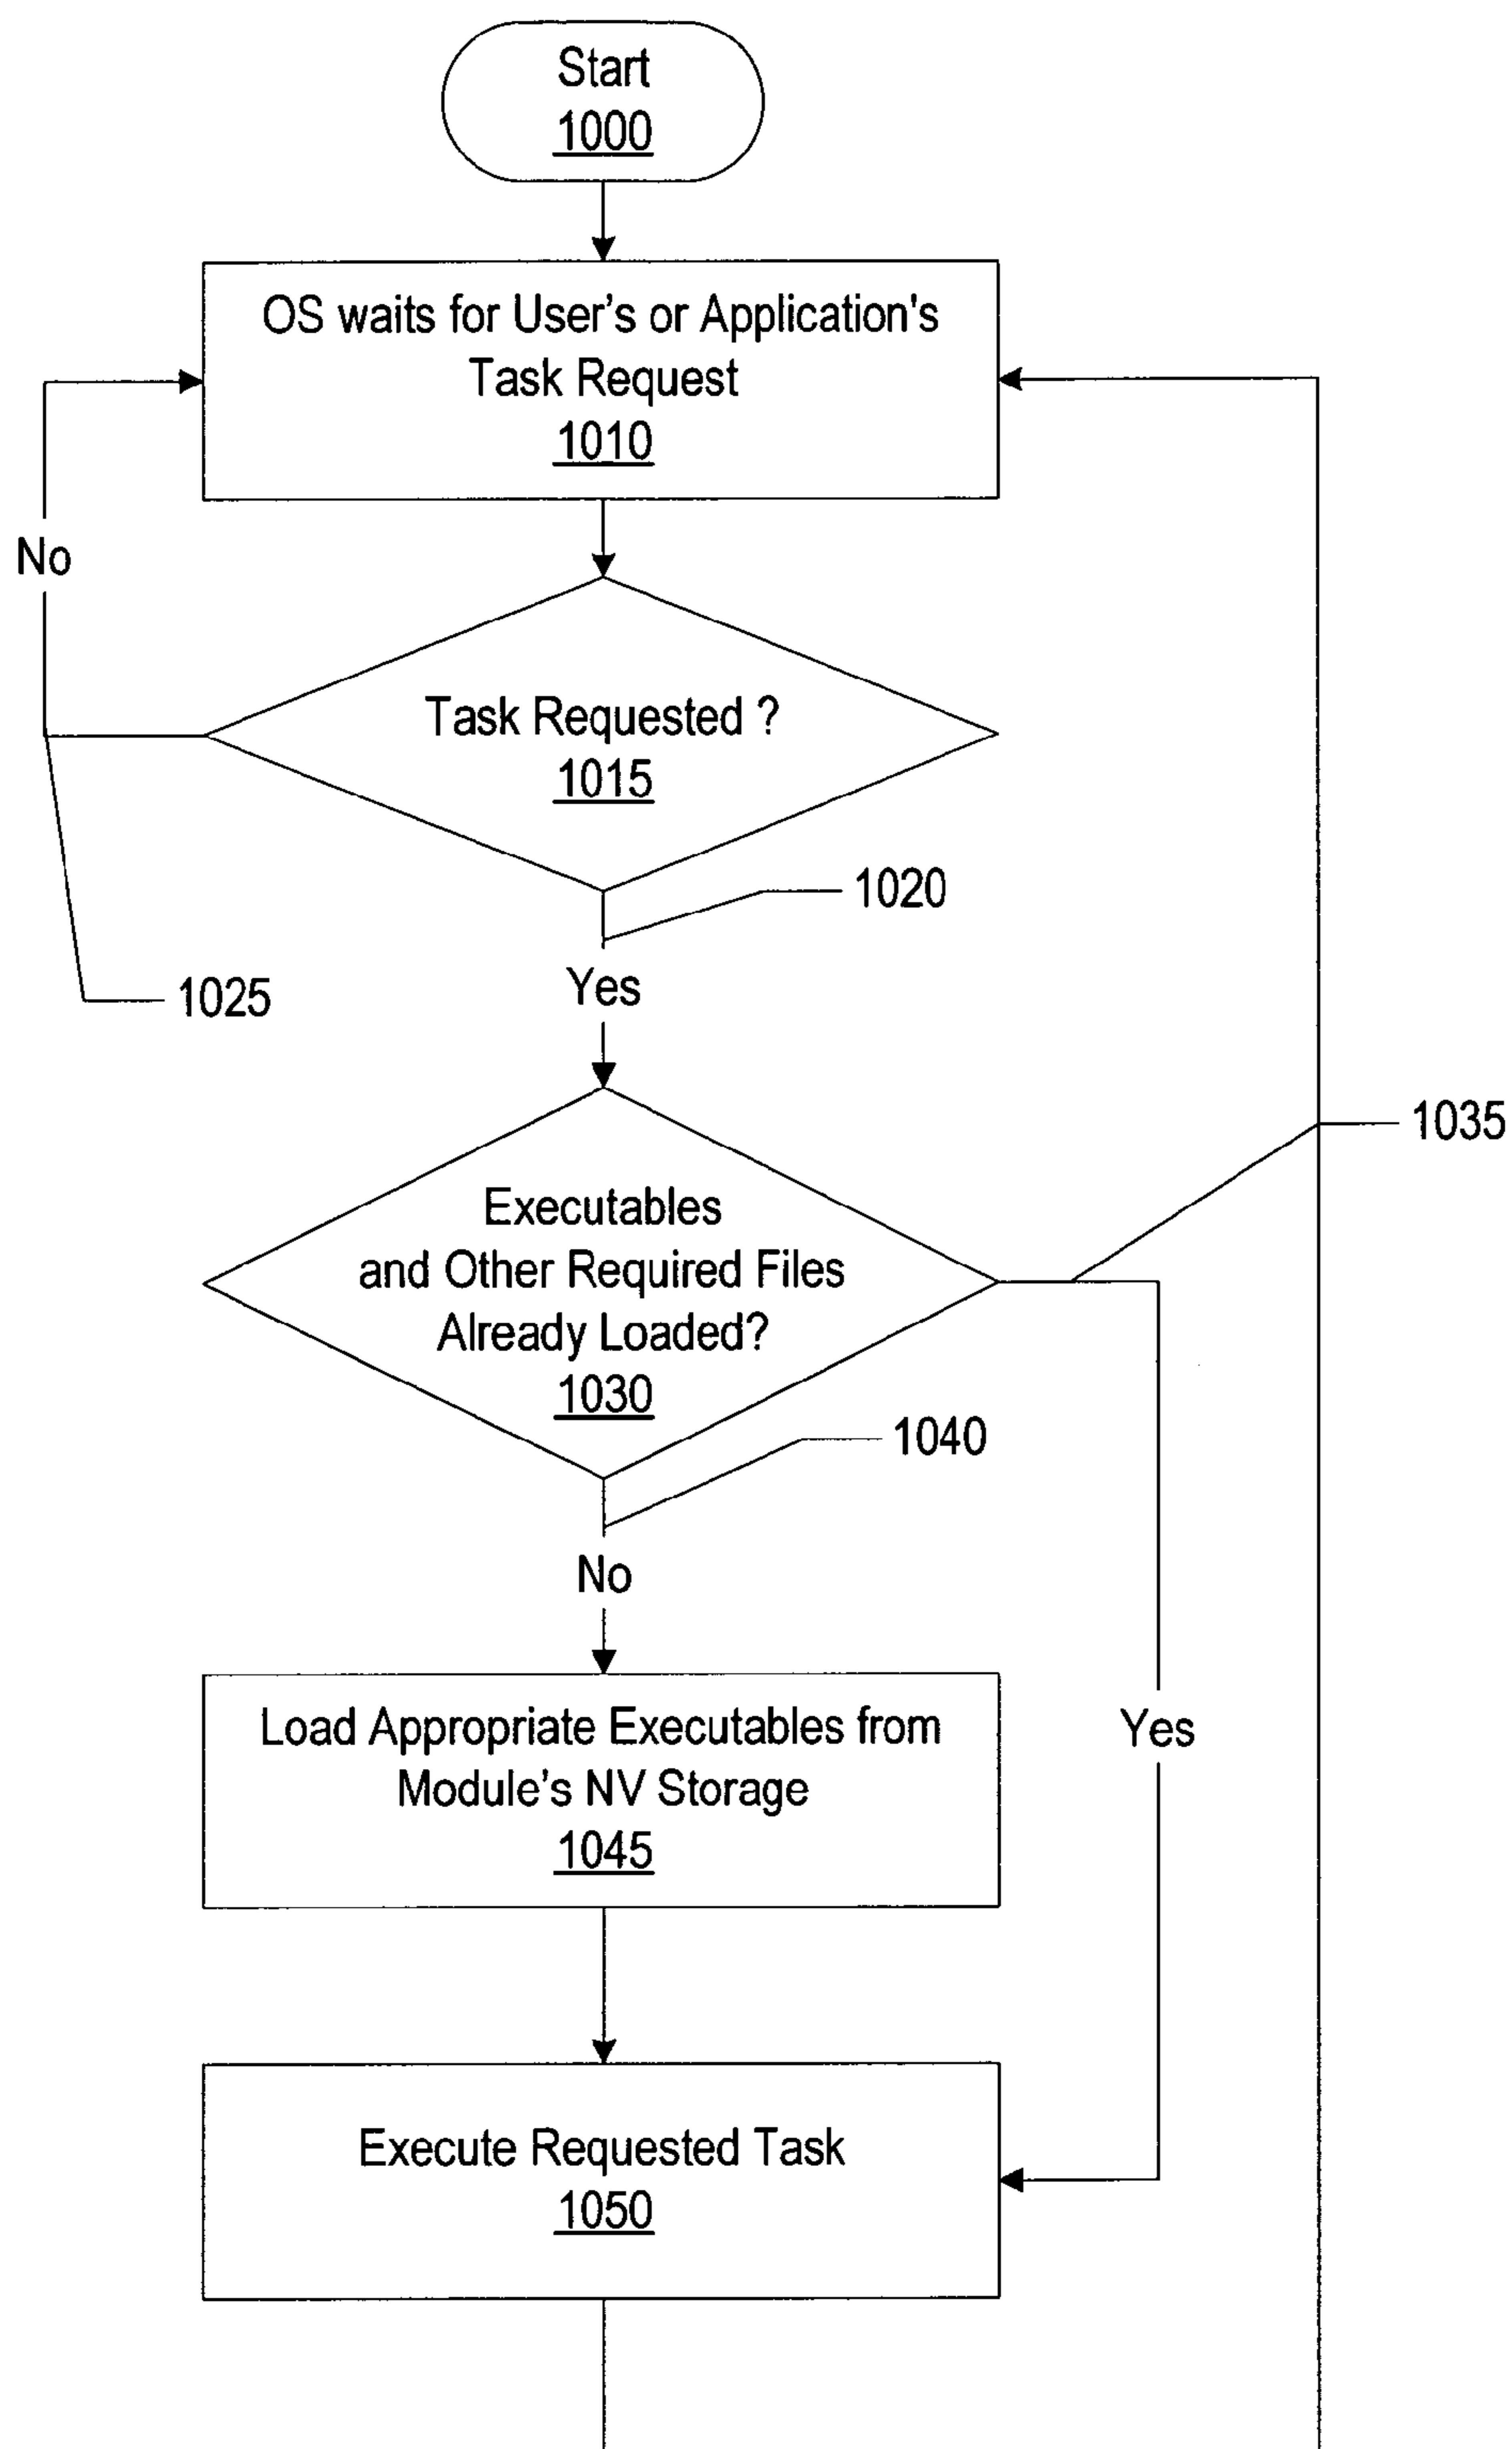 Start
1000
OS waits for User's or Application's
Task Request
1010
No
Task Requested ?
1015
1020
Yes
1025
1035
Executables
and Other Required Files
Already Loaded?
1030
1040
No
Load Appropriate Executables from
Module's NV Storage
1045
Yes
Execute Requested Task
1050